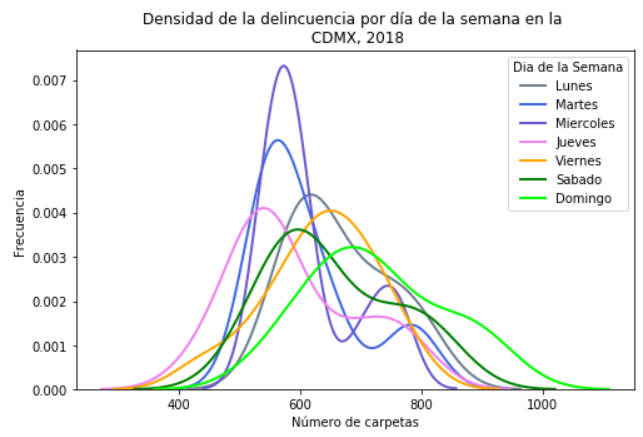 Densidad de la delincuencia por día de la semana en la
CDMX, 2018
Dia de la Semana
Lunes
Martes
Miercoles
Jueves
Viernes
Sabado
Domingo
Frecuencia
0.007
0.006
0.005
0.004
0.003
0.002
0.001
0.000
400 600 800 1000
Número de carpetas